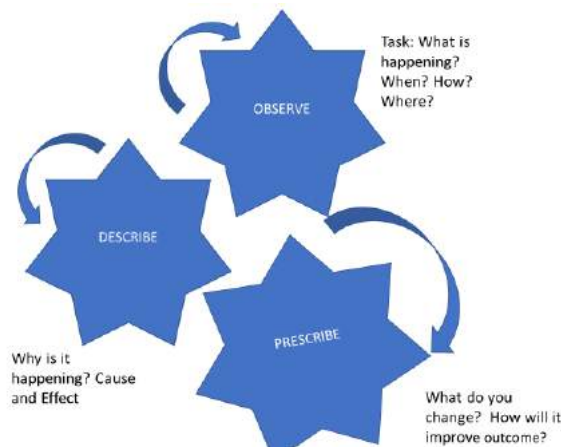 Task: What is
happening?
When? How?
Where?
OBSERVE
DESCRIBE
PRESCRIBE
Why is it
happening? Cause
and Effect
What do you
change? How will it
improve outcome?